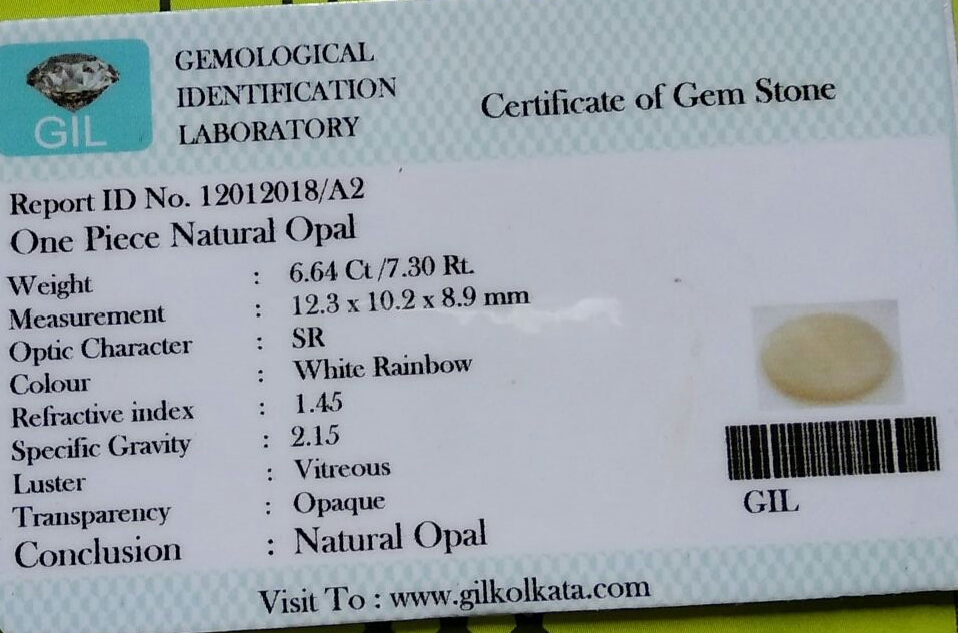 GIL
GEMOLOGICAL
IDENTIFICATION
LABORATORY
Certificate of Gem Stone
Report ID No. 12012018/A2
One Piece Natural Opal
Weight : 6.64 Ct /7.30 Rt.
Measurement : 12.3 x 10.2 x 8.9 mm
Optic Character : SR
Colour : White Rainbow
Refractive index : 1.45
Specific Gravity : 2.15
Luster : Vitreous
Transparency : Opaque
Conclusion : Natural Opal
GIL
Visit To : www.gilkolkata.com